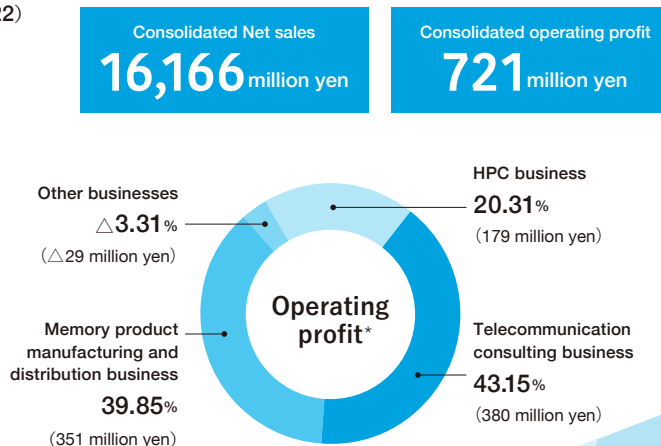 22)
Consolidated Net sales
16,166 million yen
Consolidated operating profit
721 million yen
HPC business
20.31%
(179 million yen)
Other businesses
△3.31%
(△29 million yen)
Operating
profit*
Memory product
manufacturing and
distribution business
39.85%
(351 million yen)
Telecommunication
consulting business
43.15%
(380 million yen)